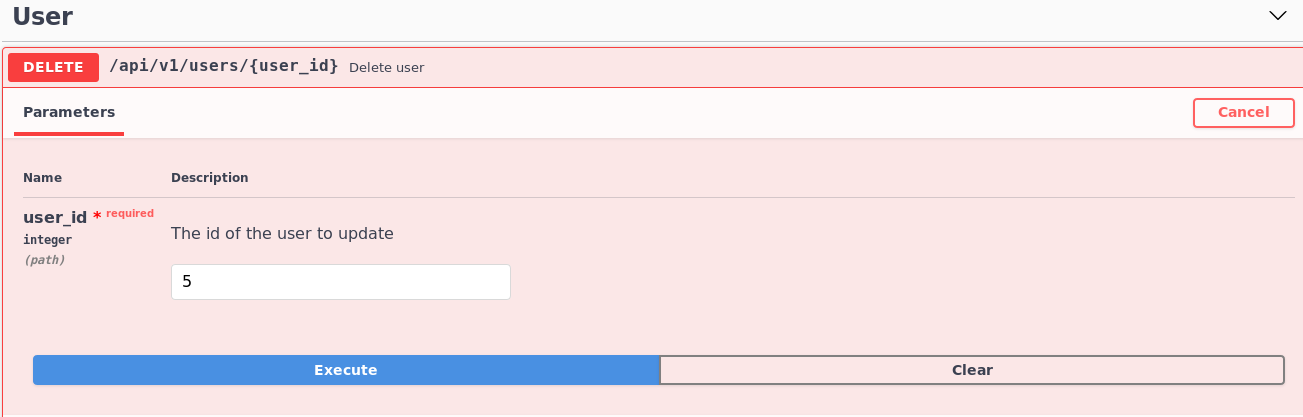 User
DELETE /api/v1/users/{user_id} Delete user
Parameters Cancel
Name Description
user_id * required
integer
(path)
The id of the user to update
5
Execute Clear